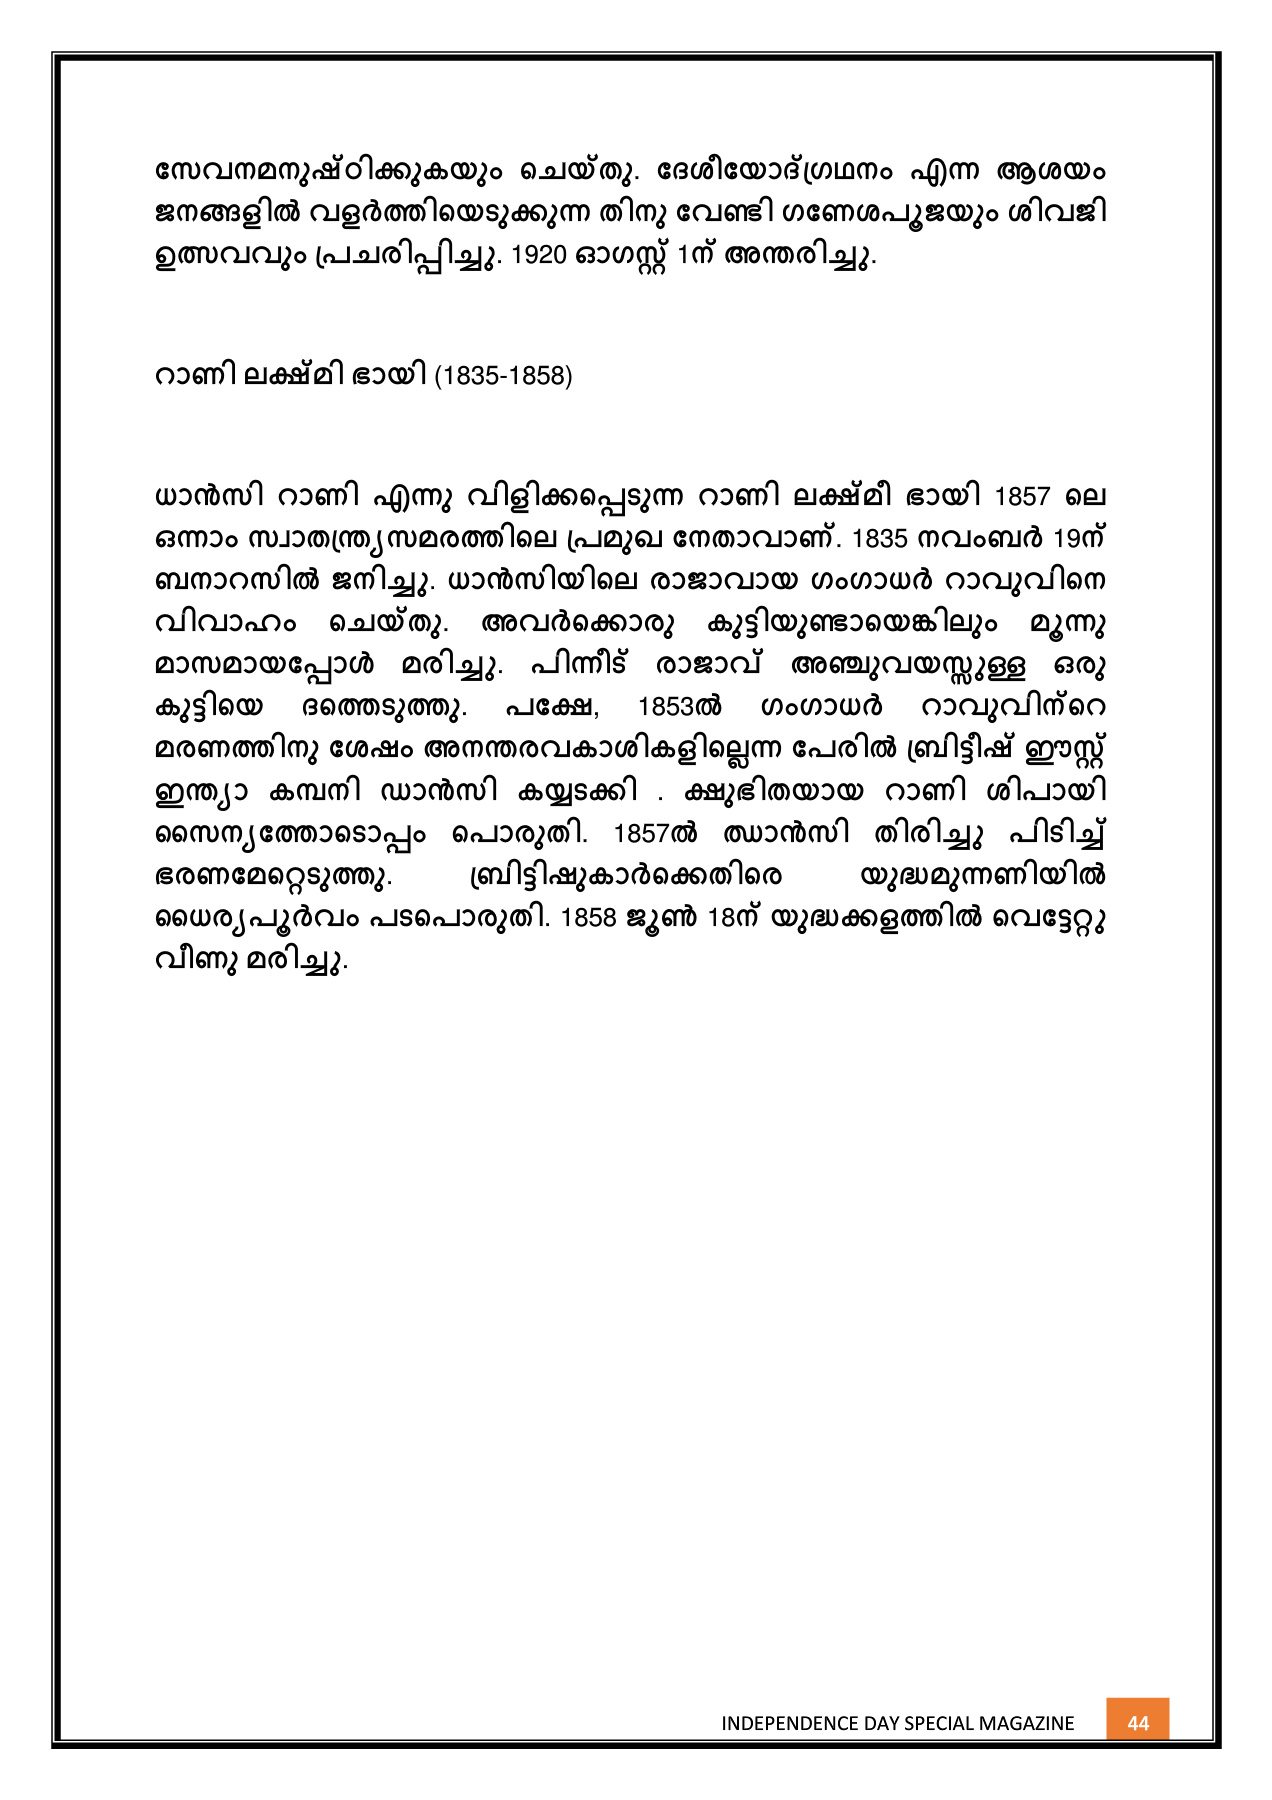 സേവനമനുഷ്ഠിക്കുകയും ചെയ്തു. ദേശീയോദ്ഗ്രഥനം എന്ന ആശയം
ജനങ്ങളിൽ വളർത്തിയെടുക്കുന്ന തിനു വേണ്ടി ഗണേശപൂജയും ശിവജി
ഉത്സവവും പ്രചരിപ്പിച്ചു. 1920 ഓഗസ്റ്റ് 1ന് അന്തരിച്ചു.
റാണി ലക്ഷ്മി ഭായി (1835-1858)
ധാൻസി റാണി എന്നു വിളിക്കപ്പെടുന്ന റാണി ലക്ഷ്മീ ഭായി 1857 ലെ
ഒന്നാം സ്വാതന്ത്ര്യസമരത്തിലെ പ്രമുഖ നേതാവാണ്. 1835 നവംബർ 19ന്
ബനാറസിൽ ജനിച്ചു. ധാൻസിയിലെ രാജാവായ ഗംഗാധർ റാവുവിനെ
വിവാഹം ചെയ്തു. അവർക്കൊരു കുട്ടിയുണ്ടായെങ്കിലും മൂന്നു
മാസമായപ്പോൾ മരിച്ചു. പിന്നീട് രാജാവ് അഞ്ചുവയസ്സുള്ള ഒരു
കുട്ടിയെ ദത്തെടുത്തു. പക്ഷേ, 1853ൽ ഗംഗാധർ റാവുവിന്റെ
മരണത്തിനു ശേഷം അനന്തരവകാശികളില്ലെന്ന പേരിൽ ബ്രിട്ടീഷ് ഈസ്റ്റ്
ഇന്ത്യാ കമ്പനി ഡാൻസി കയ്യടക്കി . ക്ഷുഭിതയായ റാണി ശിപായി
സൈന്യത്തോടൊപ്പം പൊരുതി. 1857ൽ ഝാൻസി തിരിച്ചു പിടിച്ച്
ഭരണമേറ്റെടുത്തു. ബ്രിട്ടിഷുകാർക്കെതിരെ യുദ്ധമുന്നണിയിൽ
ധൈര്യപൂർവം പടപൊരുതി. 1858 ജൂൺ 18ന് യുദ്ധക്കളത്തിൽ വെട്ടേറ്റു
വീണു മരിച്ചു.
INDEPENDENCE DAY SPECIAL MAGAZINE 44